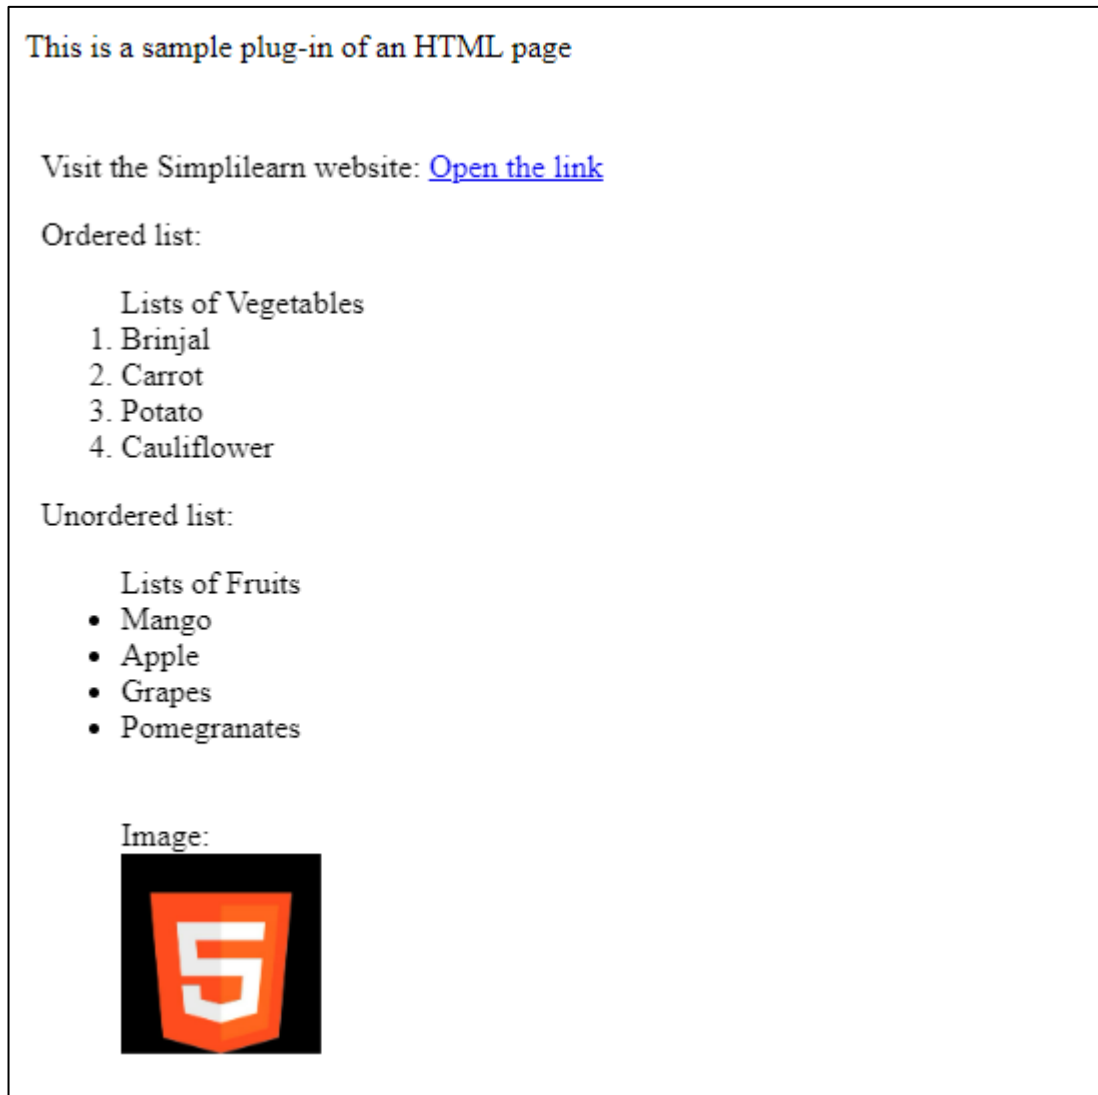 This is a sample plug-in of an HTML page
Visit the Simplilearn website: Open the link
Ordered list:
Lists of Vegetables
1. Brinjal
2. Carrot
3. Potato
4. Cauliflower
Unordered list:
Lists of Fruits
• Mango
• Apple
• Grapes
• Pomegranates
Image:
5